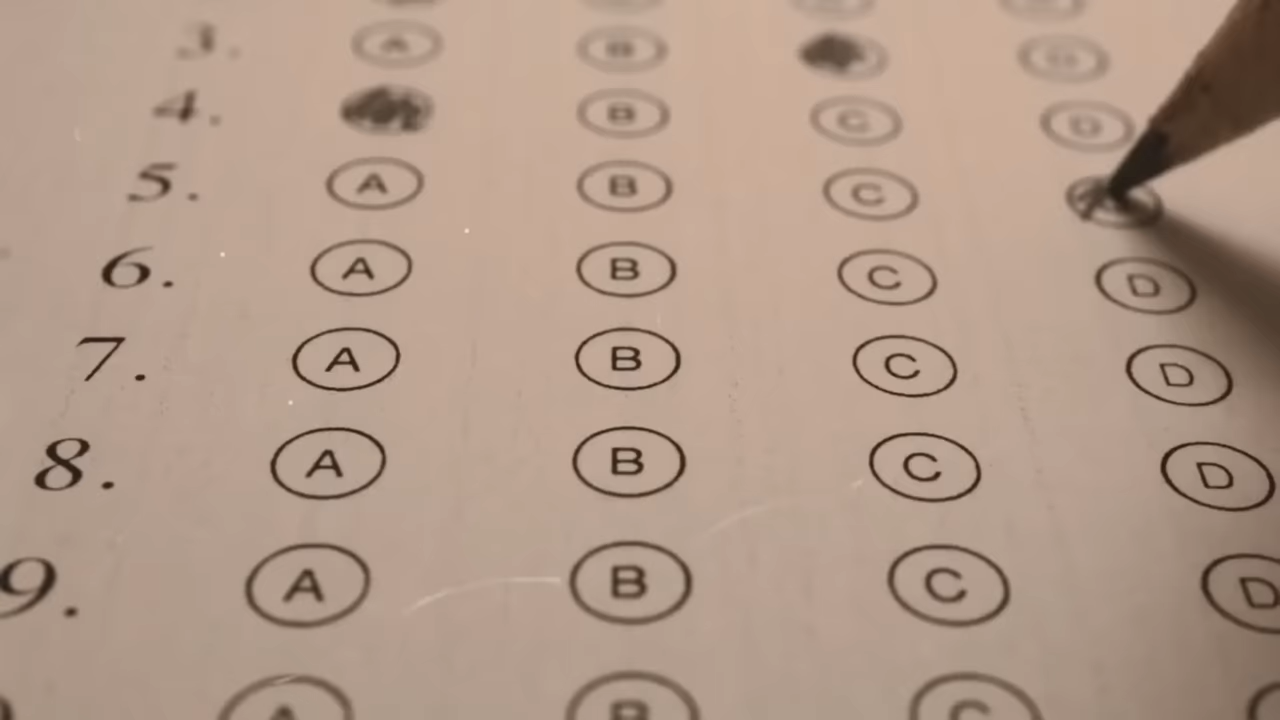 3. A B D
4. B C D
5. A B C
6. A B C D
7. A B C D
8. A B C D
9. A B C D
A B C